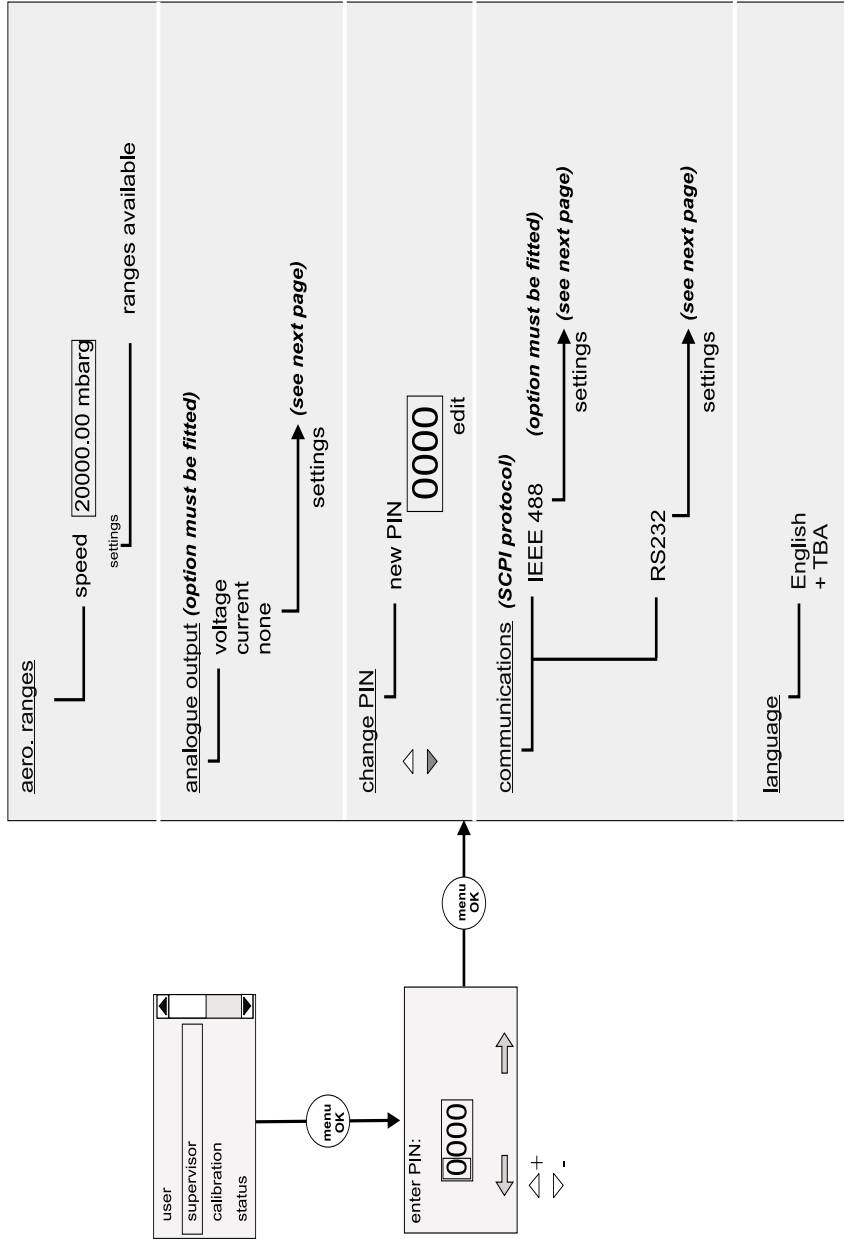 user
supervisor
calibration
status
menu
OK
enter PIN:
0000
+
-
menu
OK
aero. ranges
speed 20000.00 mbarg
settings
ranges available
analogue output (option must be fitted)
voltage
current
none
settings
(see next page)
change PIN
new PIN
0000
edit
communications (SCPI protocol)
IEEE 488 (option must be fitted)
settings
(see next page)
RS232
settings
(see next page)
language
English
+ TBA